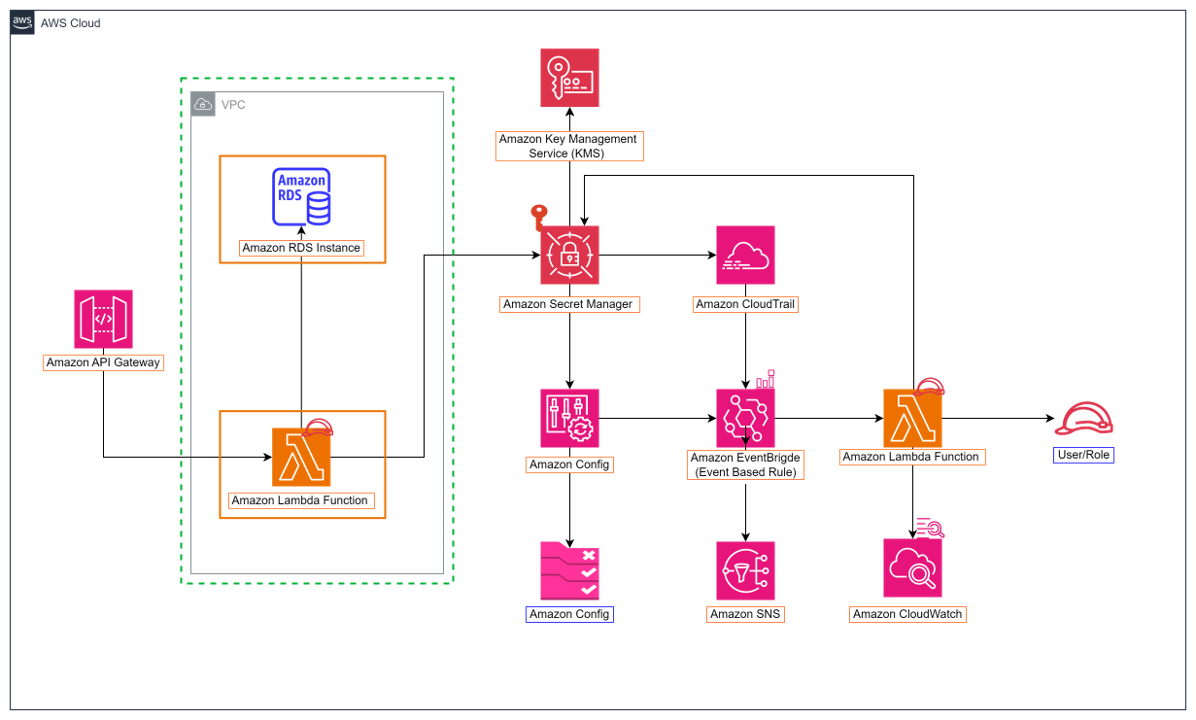 aws
AWS Cloud
VPC
Amazon Key Management
Service (KMS)
Amazon
RDS
Amazon RDS Instance
Amazon Secret Manager
Amazon CloudTrail
Amazon API Gateway
Amazon Config
Amazon EventBrigde
(Event Based Rule)
Amazon Lambda Function
User/Role
Amazon Lambda Function
Amazon Config
Amazon SNS
Amazon CloudWatch